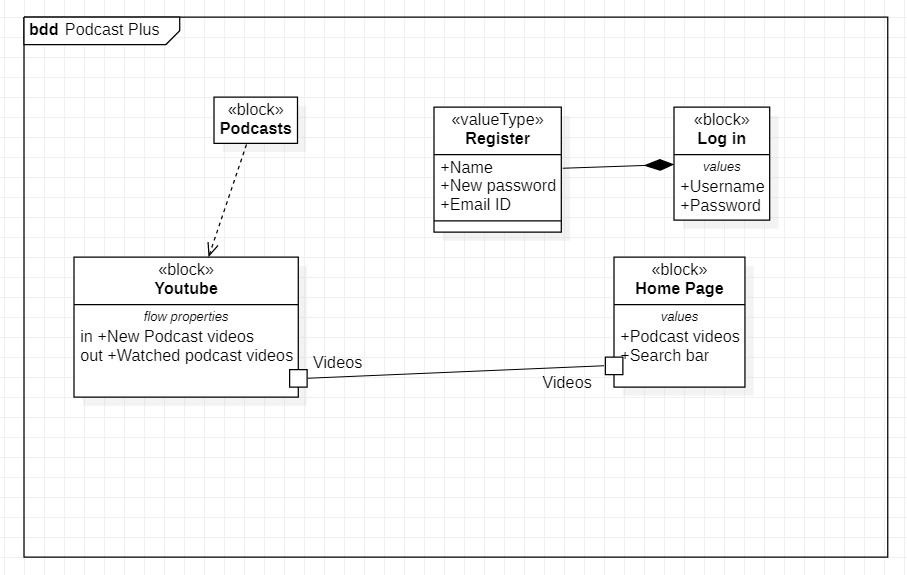 bdd Podcast Plus
«block»
Podcasts
«valueType»
Register
+Name
+New password
+Email ID
«block»
Log in
values
+Username
+Password
«block»
Youtube
flow properties
in +New Podcast videos
out +Watched podcast videos
Videos
«block»
Home Page
values
+Podcast videos
+Search bar
Videos